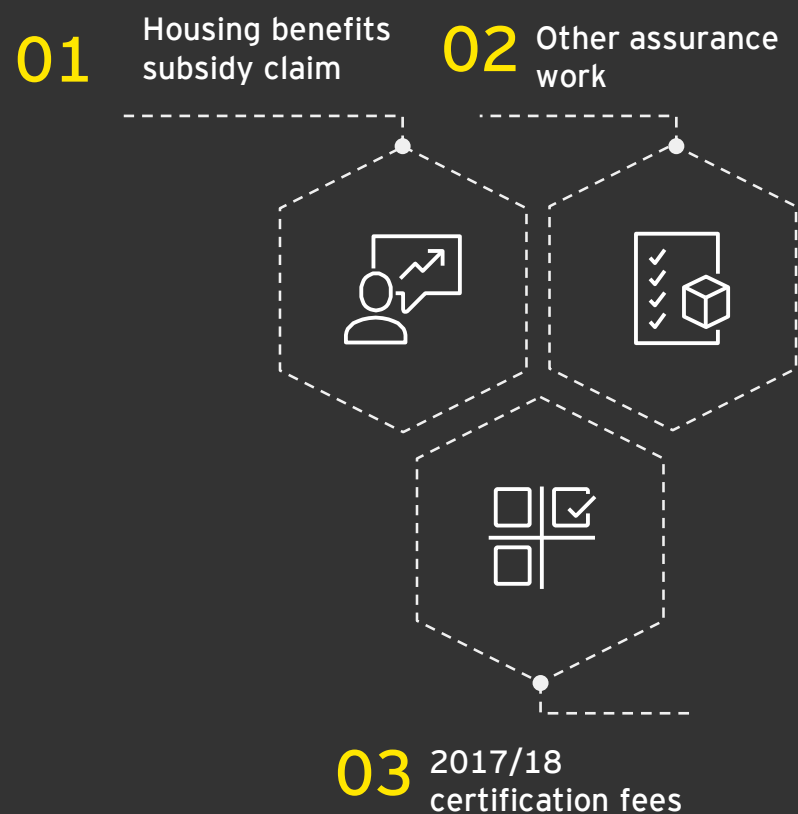 01
Housing benefits
subsidy claim
02
Other assurance
work
03
2017/18
certification fees